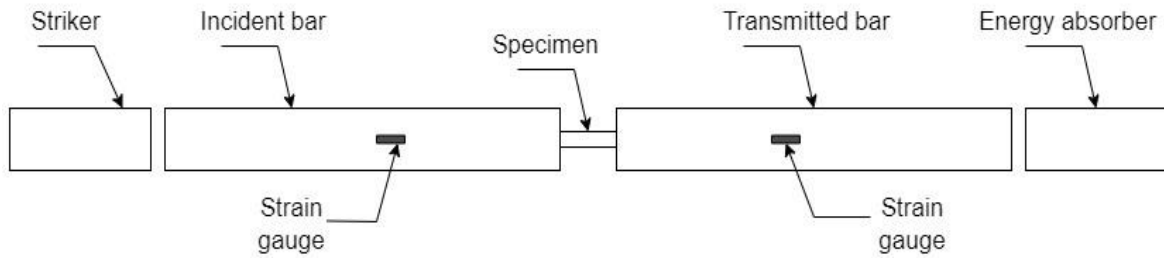 Striker
Incident bar
Specimen
Transmitted bar
Energy absorber
Strain
gauge
Strain
gauge